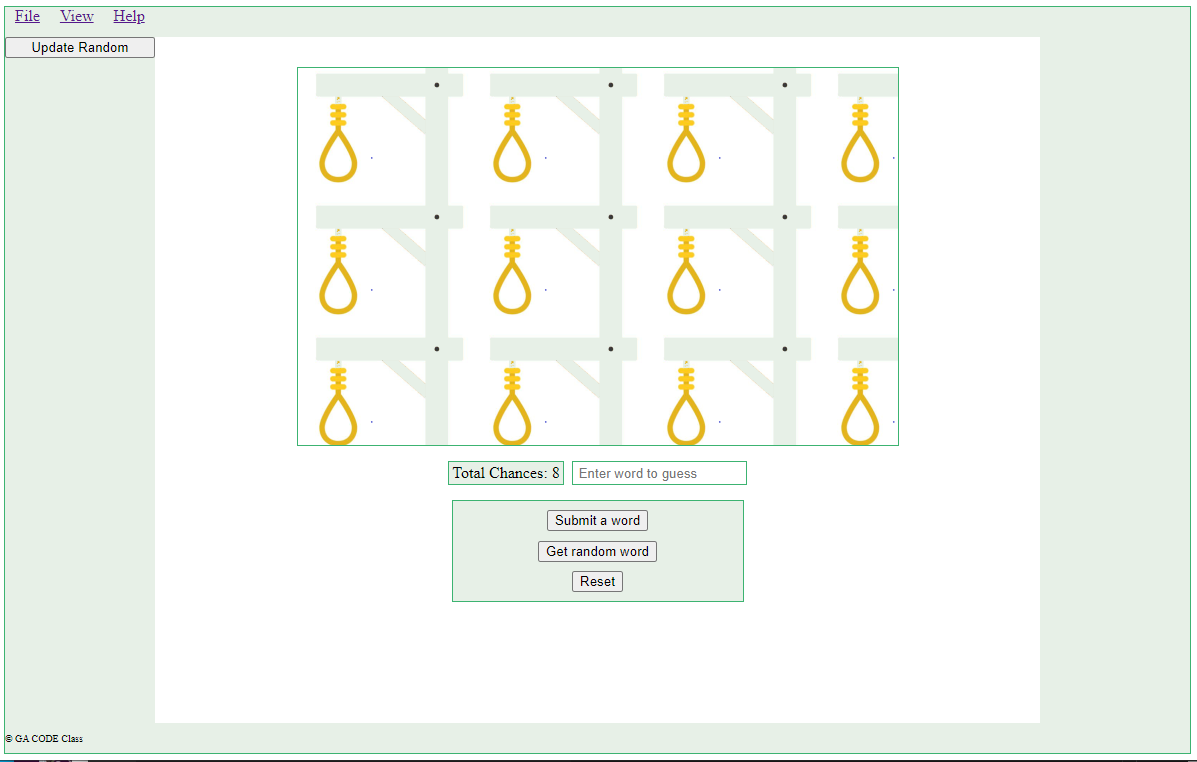 File View Help
Update Random
Total Chances: 8 Enter word to guess
Submit a word
Get random word
Reset
© GA CODE Class